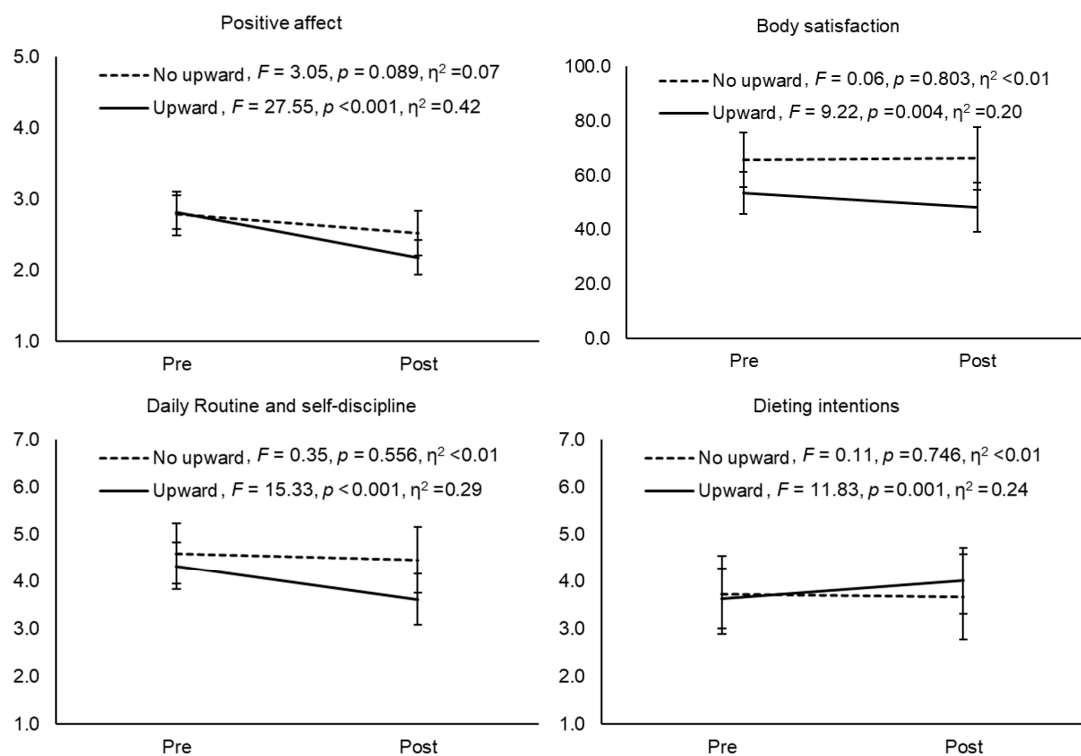 Positive affect
5.0
4.0
3.0
2.0
1.0
No upward, F = 3.05, p = 0.089, η² =0.07
Upward, F = 27.55, p <0.001, η² =0.42
Pre Post
Body satisfaction
100.0
80.0
60.0
40.0
20.0
0.0
No upward, F = 0.06, p =0.803, η² <0.01
Upward, F = 9.22, p =0.004, η² =0.20
Pre Post
Daily Routine and self-discipline
7.0
6.0
5.0
4.0
3.0
2.0
1.0
No upward, F = 0.35, p = 0.556, η² <0.01
Upward, F = 15.33, p <0.001, η² =0.29
Pre Post
Dieting intentions
7.0
6.0
5.0
4.0
3.0
2.0
1.0
No upward, F = 0.11, p =0.746, η² <0.01
Upward, F = 11.83, p =0.001, η² =0.24
Pre Post